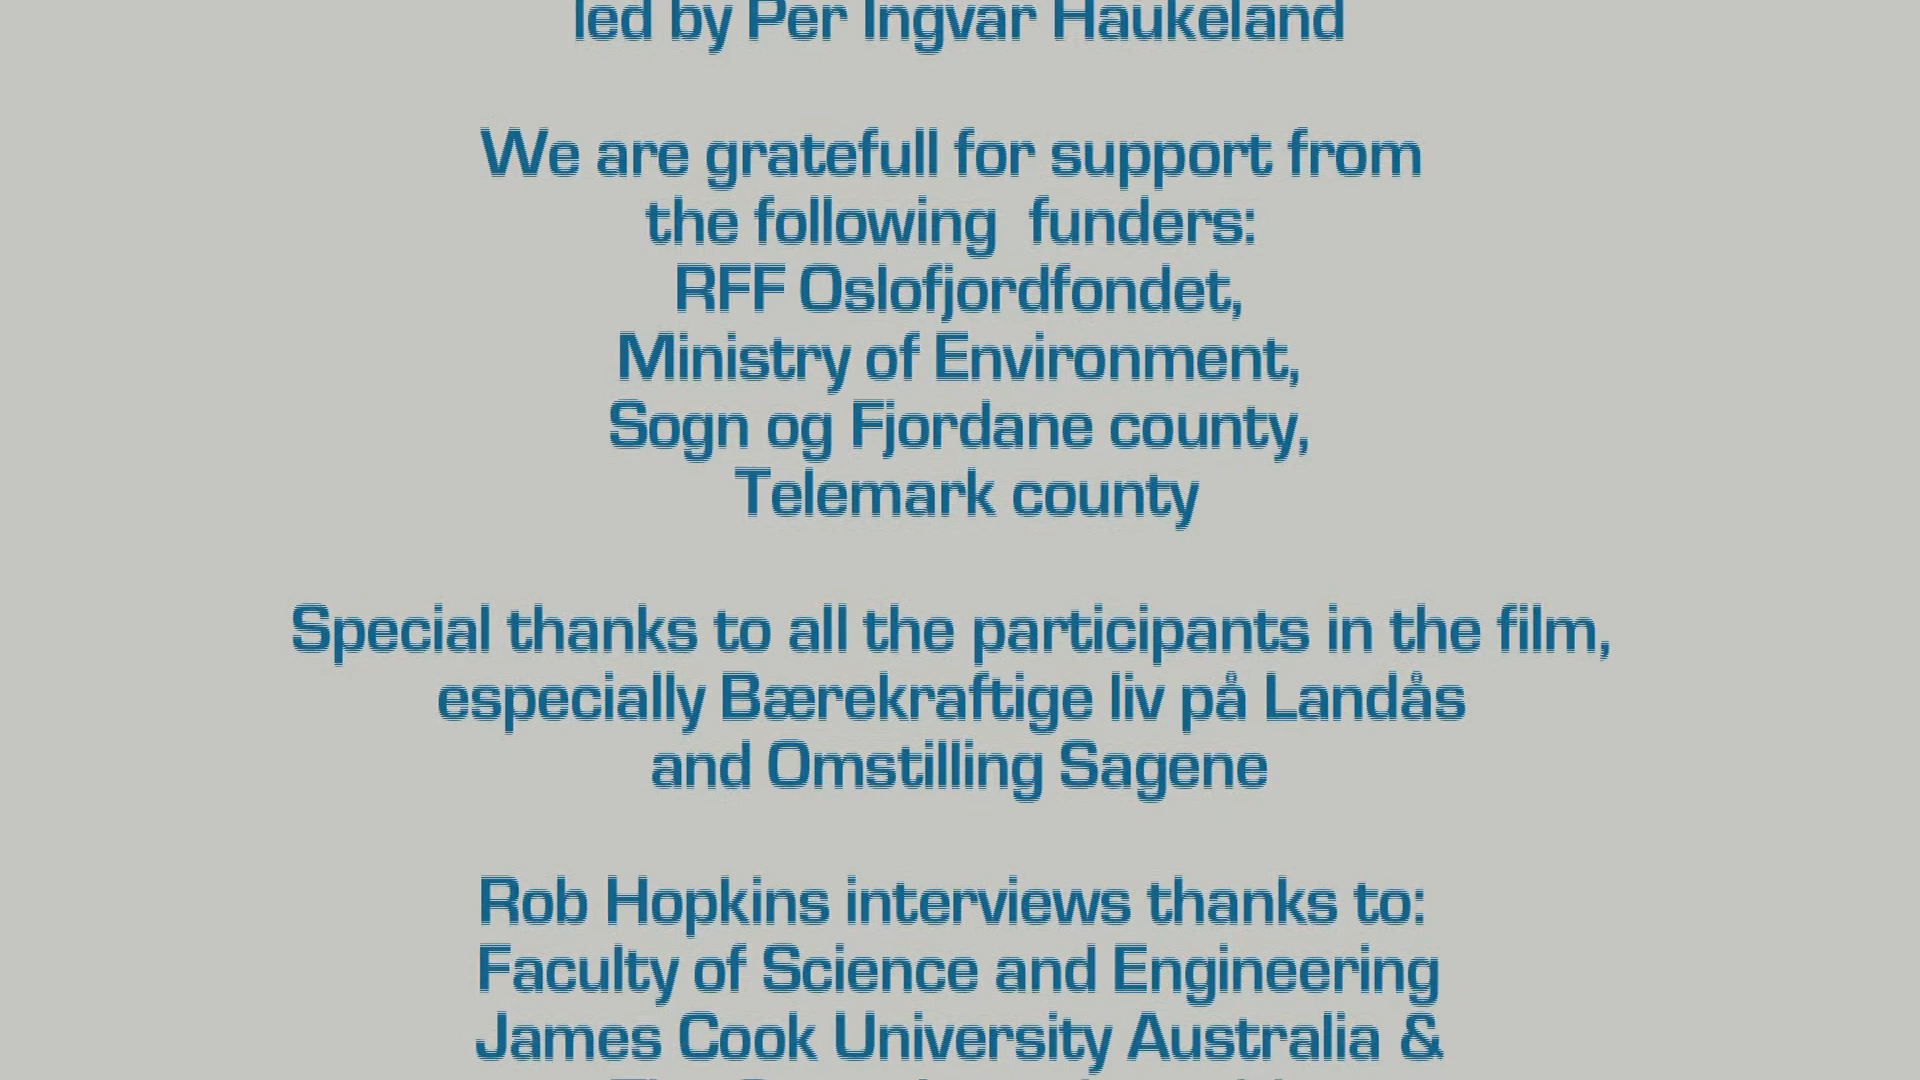 led by Per Ingvar Haukeland
We are gratefull for support from
the following  funders:
RFF Oslofjordfondet,
Ministry of Environment,
Sogn og Fjordane county,
Telemark county
Special thanks to all the participants in the film,
especially Bærekraftige liv på Landås
and Omstilling Sagene
Rob Hopkins interviews thanks to:
Faculty of Science and Engineering
James Cook University Australia &